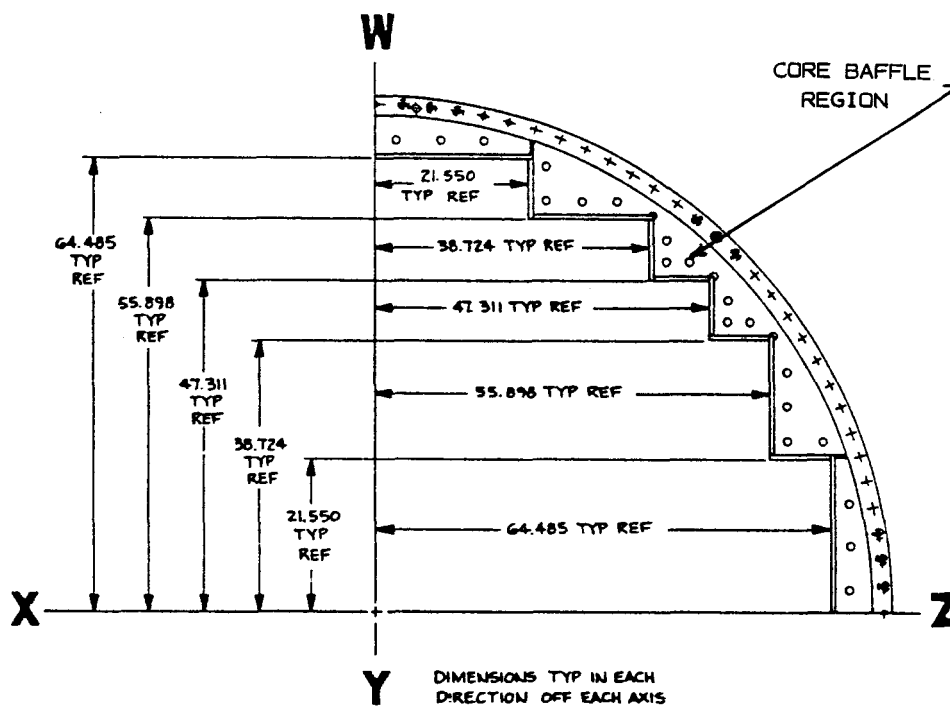 W
CORE BAFFLE
REGION
21.550
TYP REF
64.485
TYP
REF
38.724 TYP REF
55.898
TYP
REF
47.311 TYP REF
47.311
TYP
REF
55.898 TYP REF
38.724
TYP
REF
21.550
TYP
REF
64.485 TYP REF
X
Z
Y
DIMENSIONS TYP IN EACH
DIRECTION OFF EACH AXIS